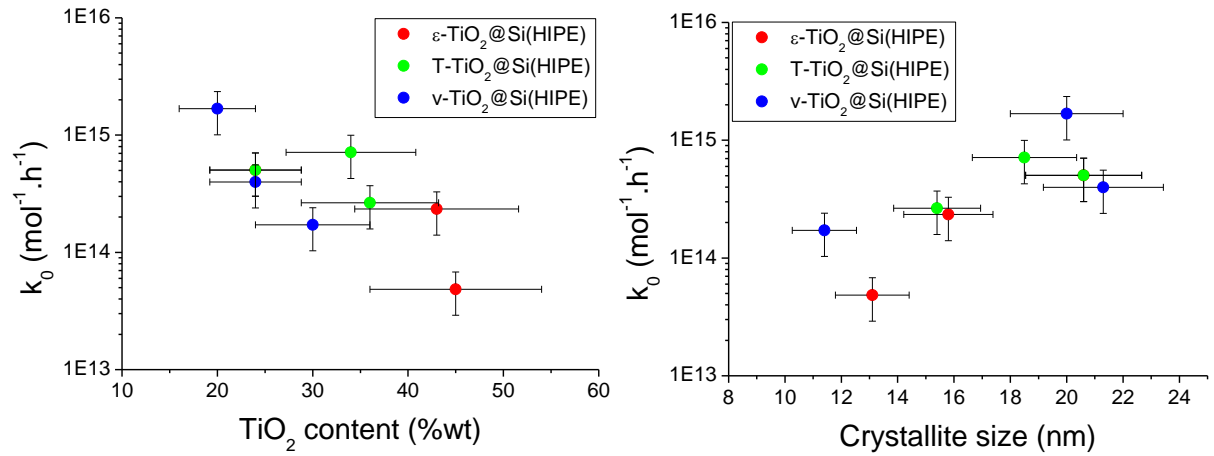 1E16
1E15
1E14
1E13
k₀ (mol⁻¹.h⁻¹)
ε-TiO₂@Si(HIPE)
T-TiO₂@Si(HIPE)
v-TiO₂@Si(HIPE)
10 20 30 40 50 60
TiO₂ content (%wt)
1E16
1E15
1E14
1E13
k₀ (mol⁻¹.h⁻¹)
ε-TiO₂@Si(HIPE)
T-TiO₂@Si(HIPE)
v-TiO₂@Si(HIPE)
8 10 12 14 16 18 20 22 24
Crystallite size (nm)